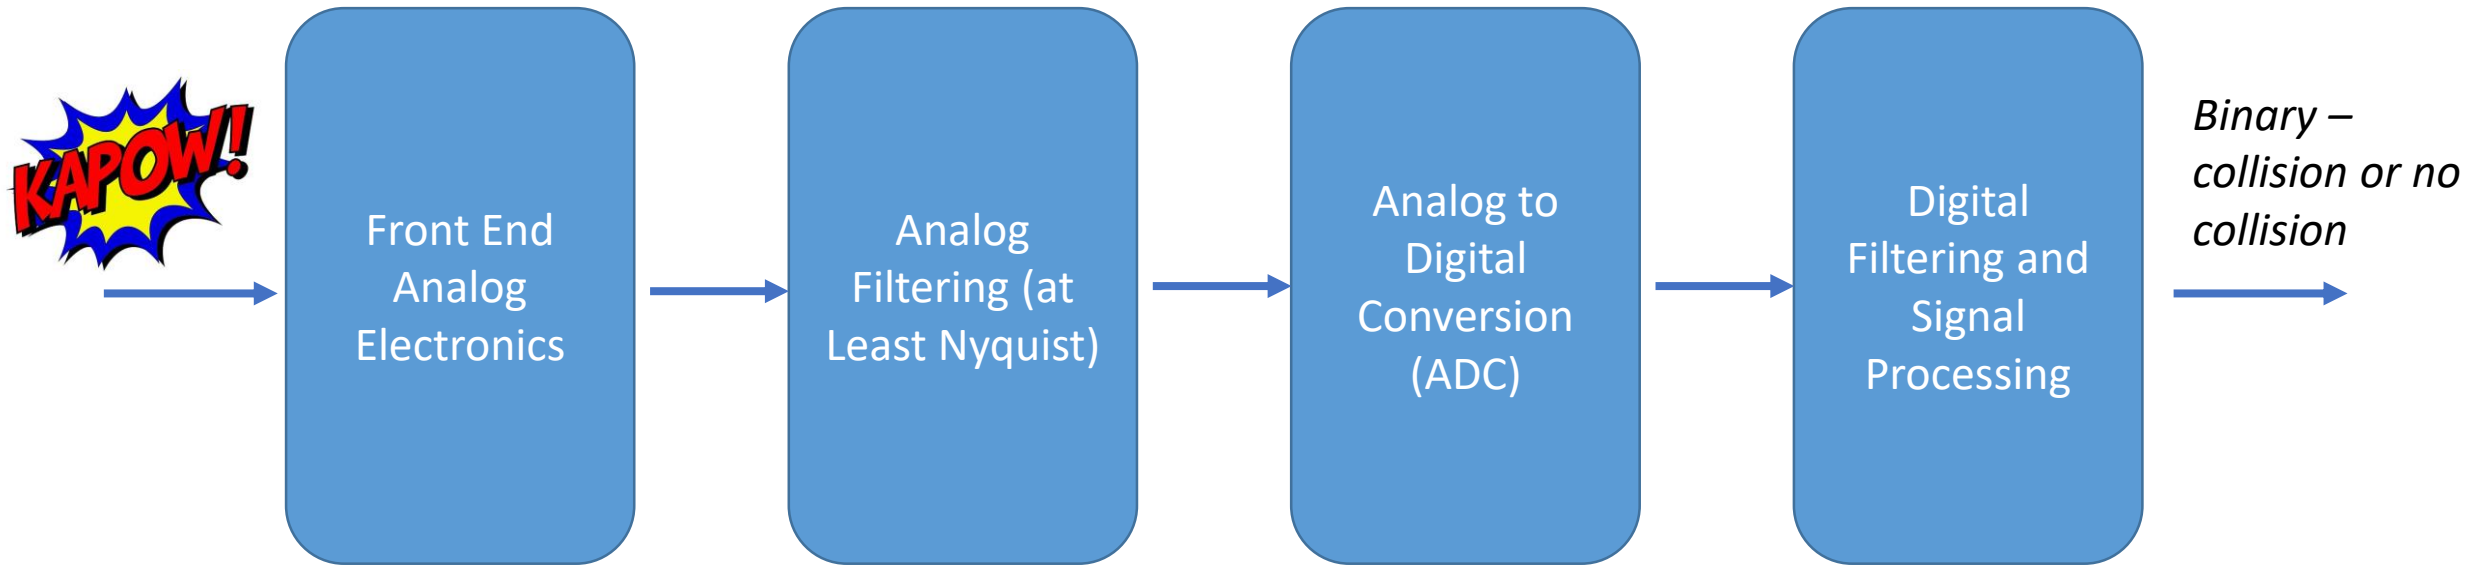 KAPOW!
Front End
Analog
Electronics
Analog
Filtering (at
Least Nyquist)
Analog to
Digital
Conversion
(ADC)
Digital
Filtering and
Signal
Processing
Binary –
collision or no
collision